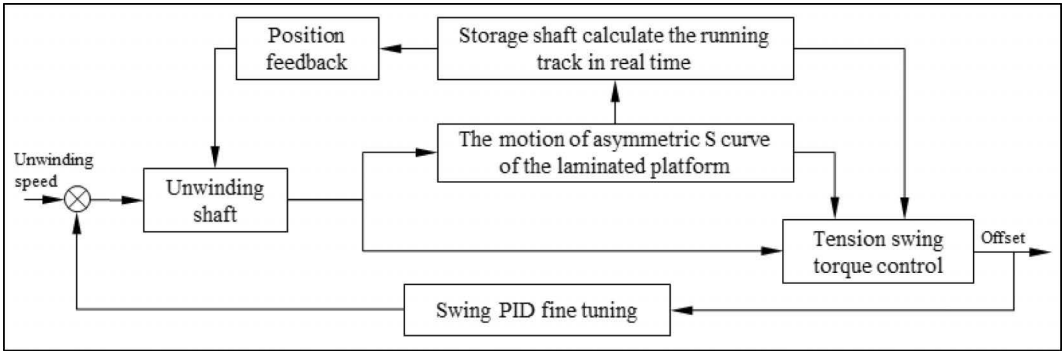 Position
feedback
Storage shaft calculate the running
track in real time
The motion of asymmetric S curve
of the laminated platform
Unwinding
speed
Unwinding
shaft
Tension swing
torque control
Offset
Swing PID fine tuning